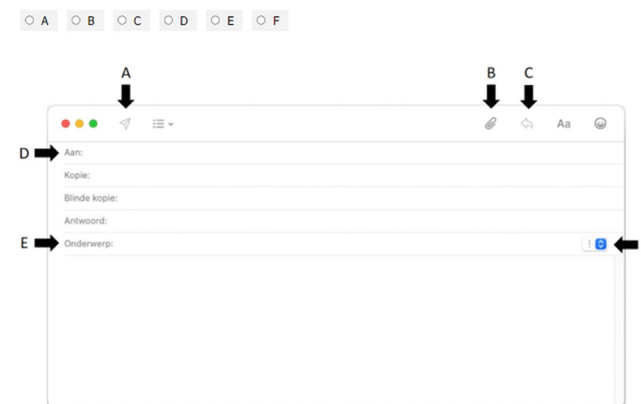 A B C D E F
A B C
Aa
D Aan:
Kopie:
Blinde kopie:
Antwoord:
E Onderwerp: !